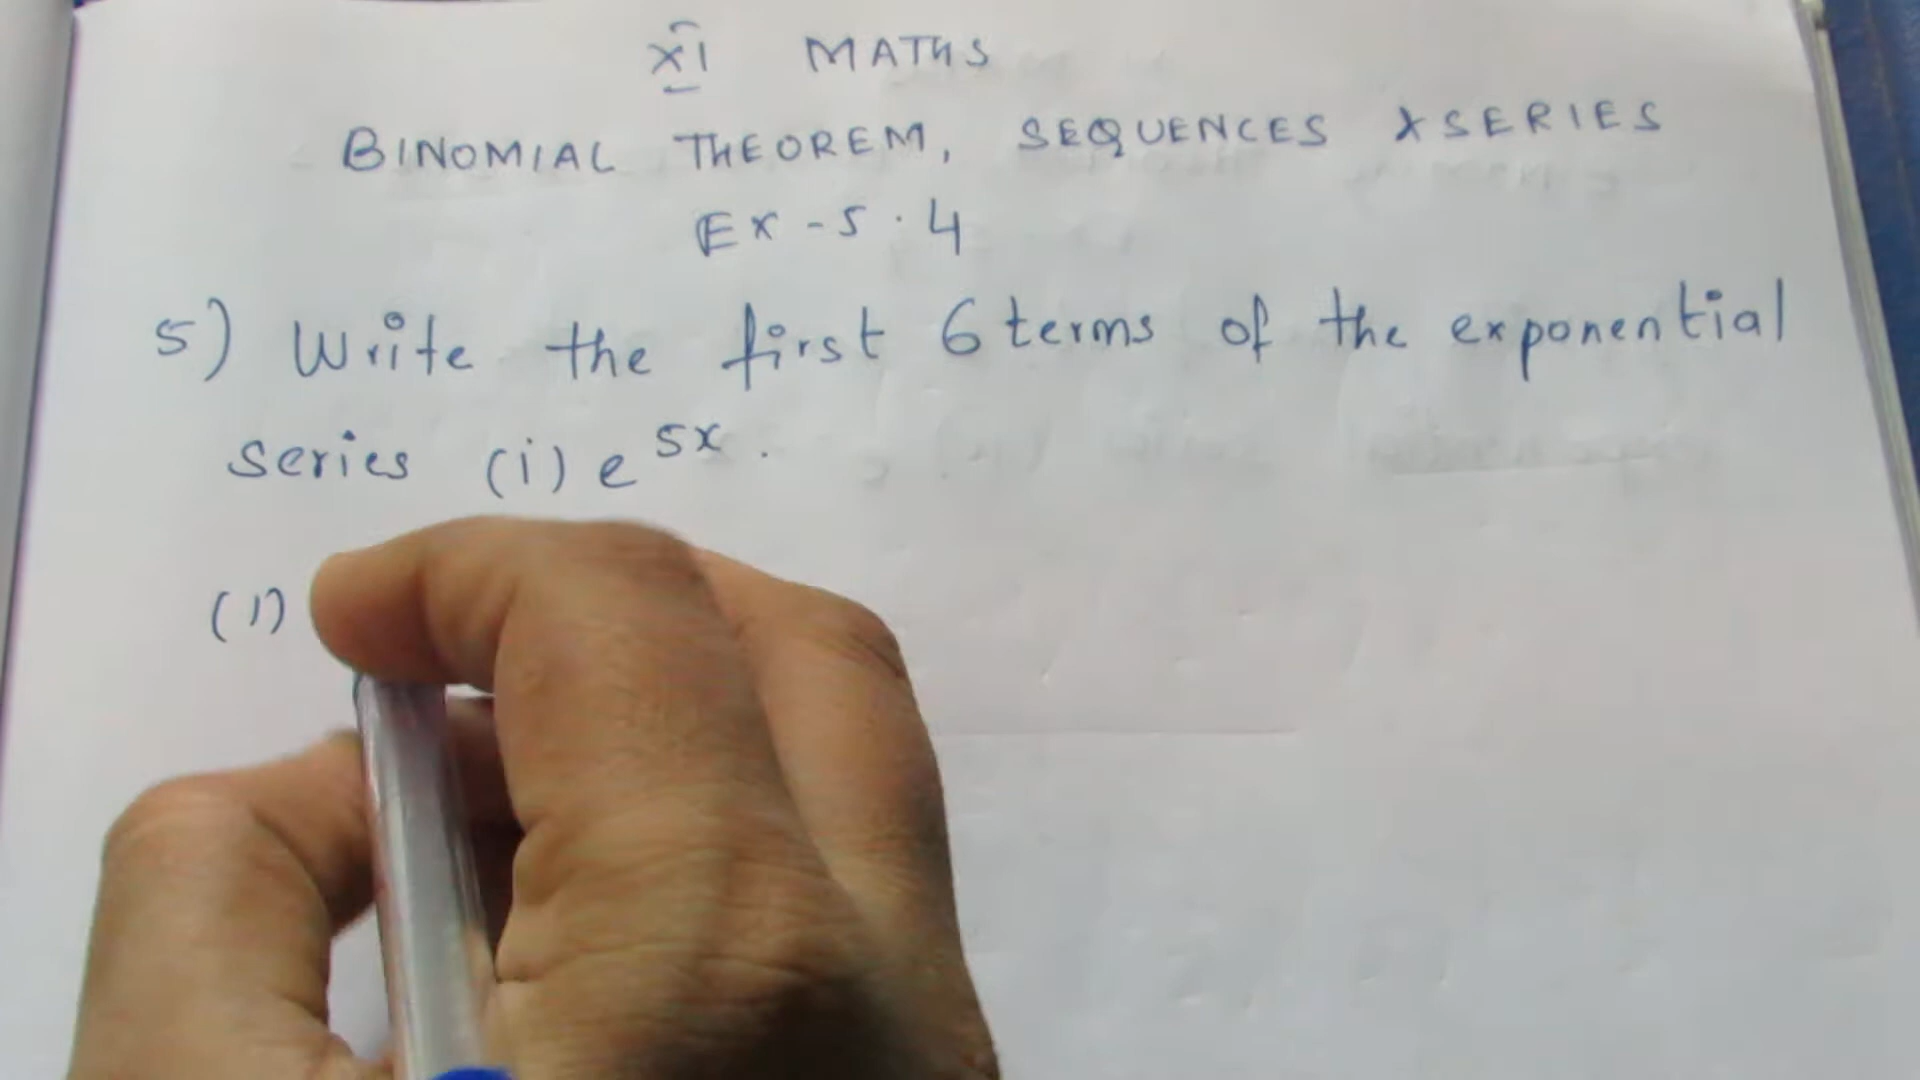 XI MATHS
BINOMIAL THEOREM, SEQUENCES & SERIES
Ex - 5.4
5) Write the first 6 terms of the exponential
series (i) e^5x.
(1)